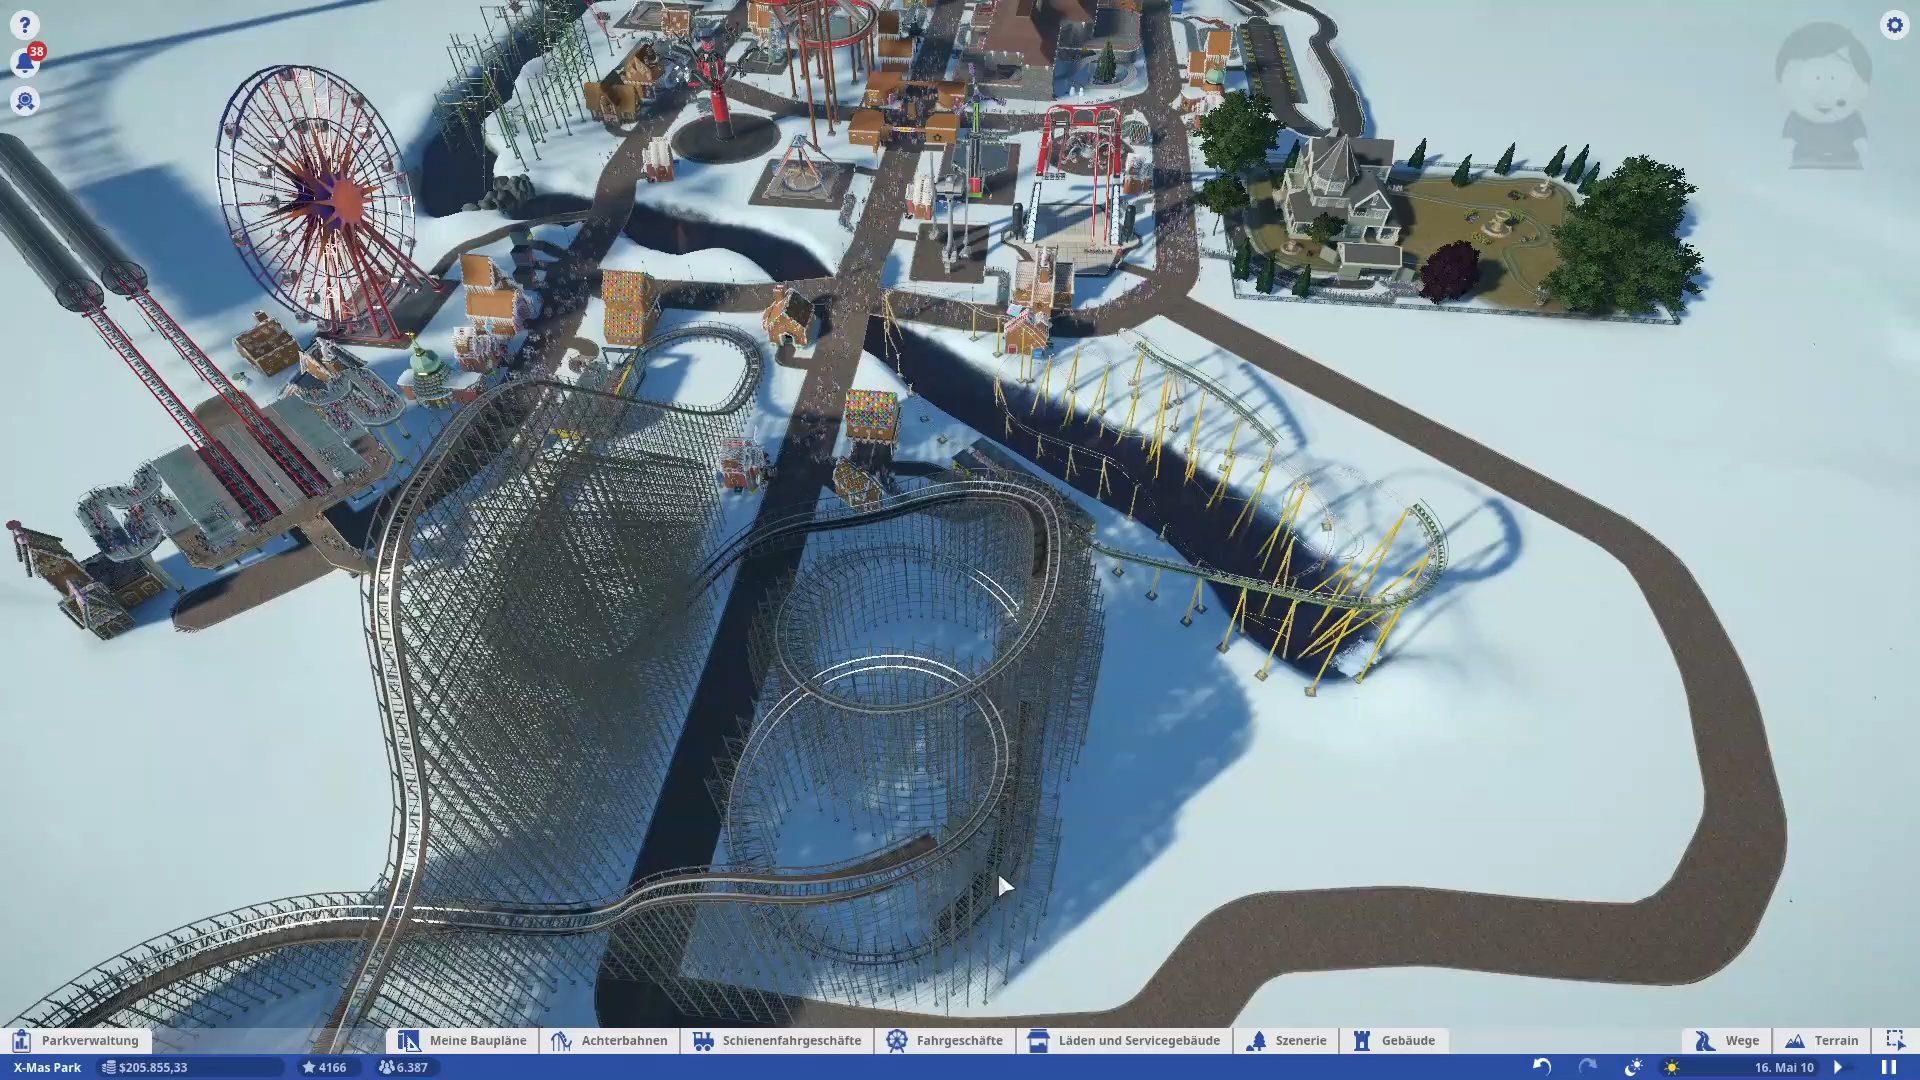 ?
38
Parkverwaltung
Meine Baupläne
Achterbahnen
Schienenfahrgeschäfte
Fahrgeschäfte
Läden und Servicegebäude
Szenerie
Gebäude
Wege
Terrain
X-Mas Park
$205.855,33
4166
6.387
16. Mai 10